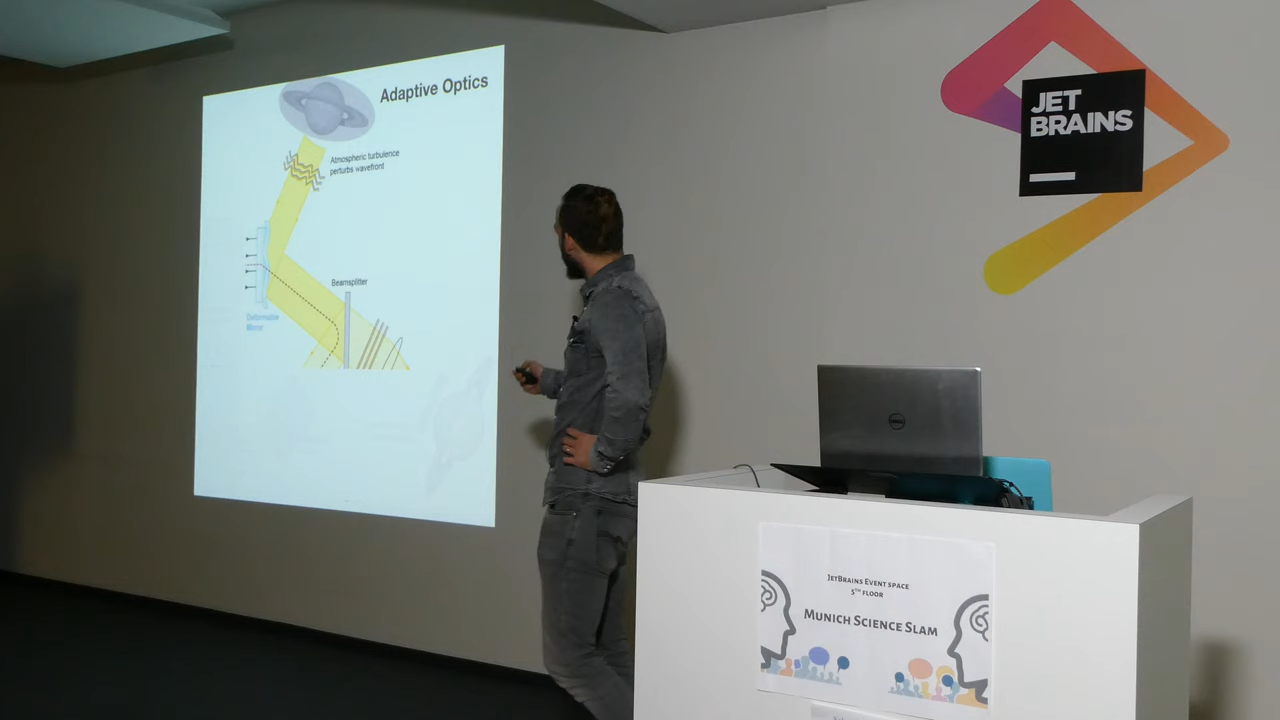 Adaptive Optics
Atmospheric turbulence
perturbs wavefront
Beamsplitter
Deformable
Mirror
JET
BRAINS
DELL
JetBrains Event space
5TH floor
Munich Science Slam